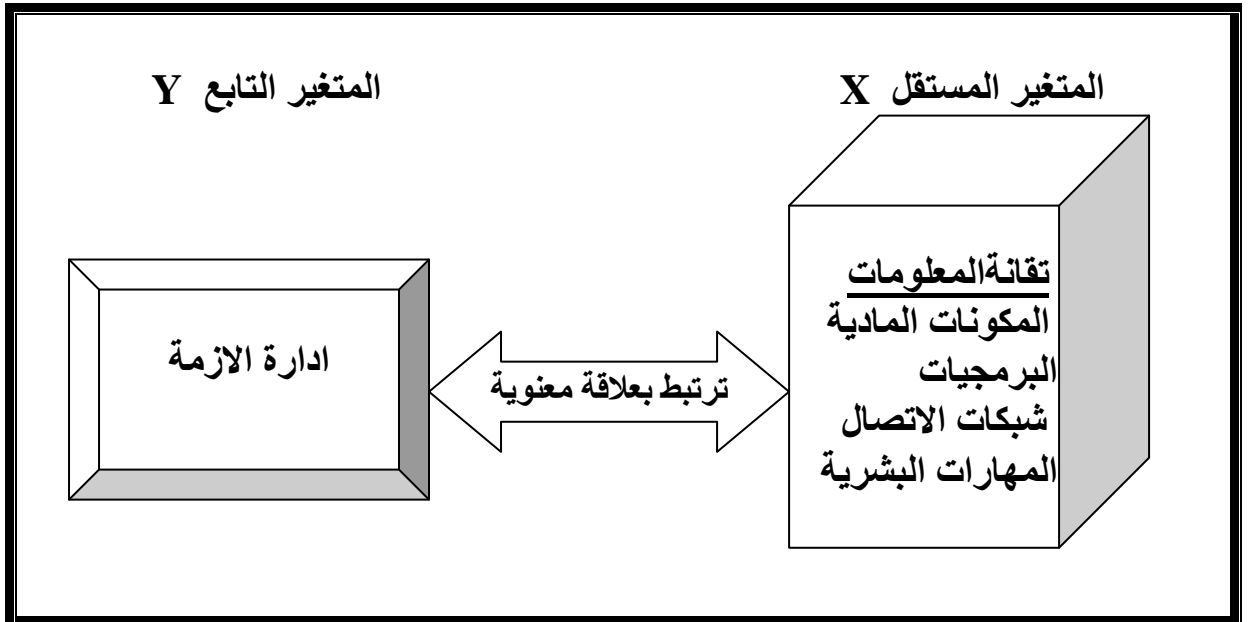 المتغير المستقل X
المتغير التابع Y
تقانةالمعلومات
المكونات المادية
البرمجيات
شبكات الاتصال
المهارات البشرية
ترتبط بعلاقة معنوية
ادارة الازمة